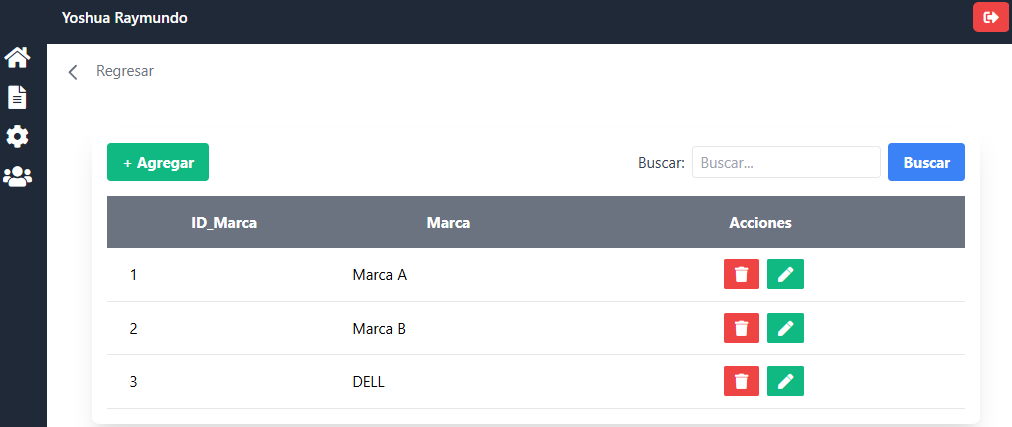 Yoshua Raymundo
Regresar
+ Agregar
Buscar: Buscar... Buscar
ID_Marca Marca Acciones
1 Marca A
2 Marca B
3 DELL